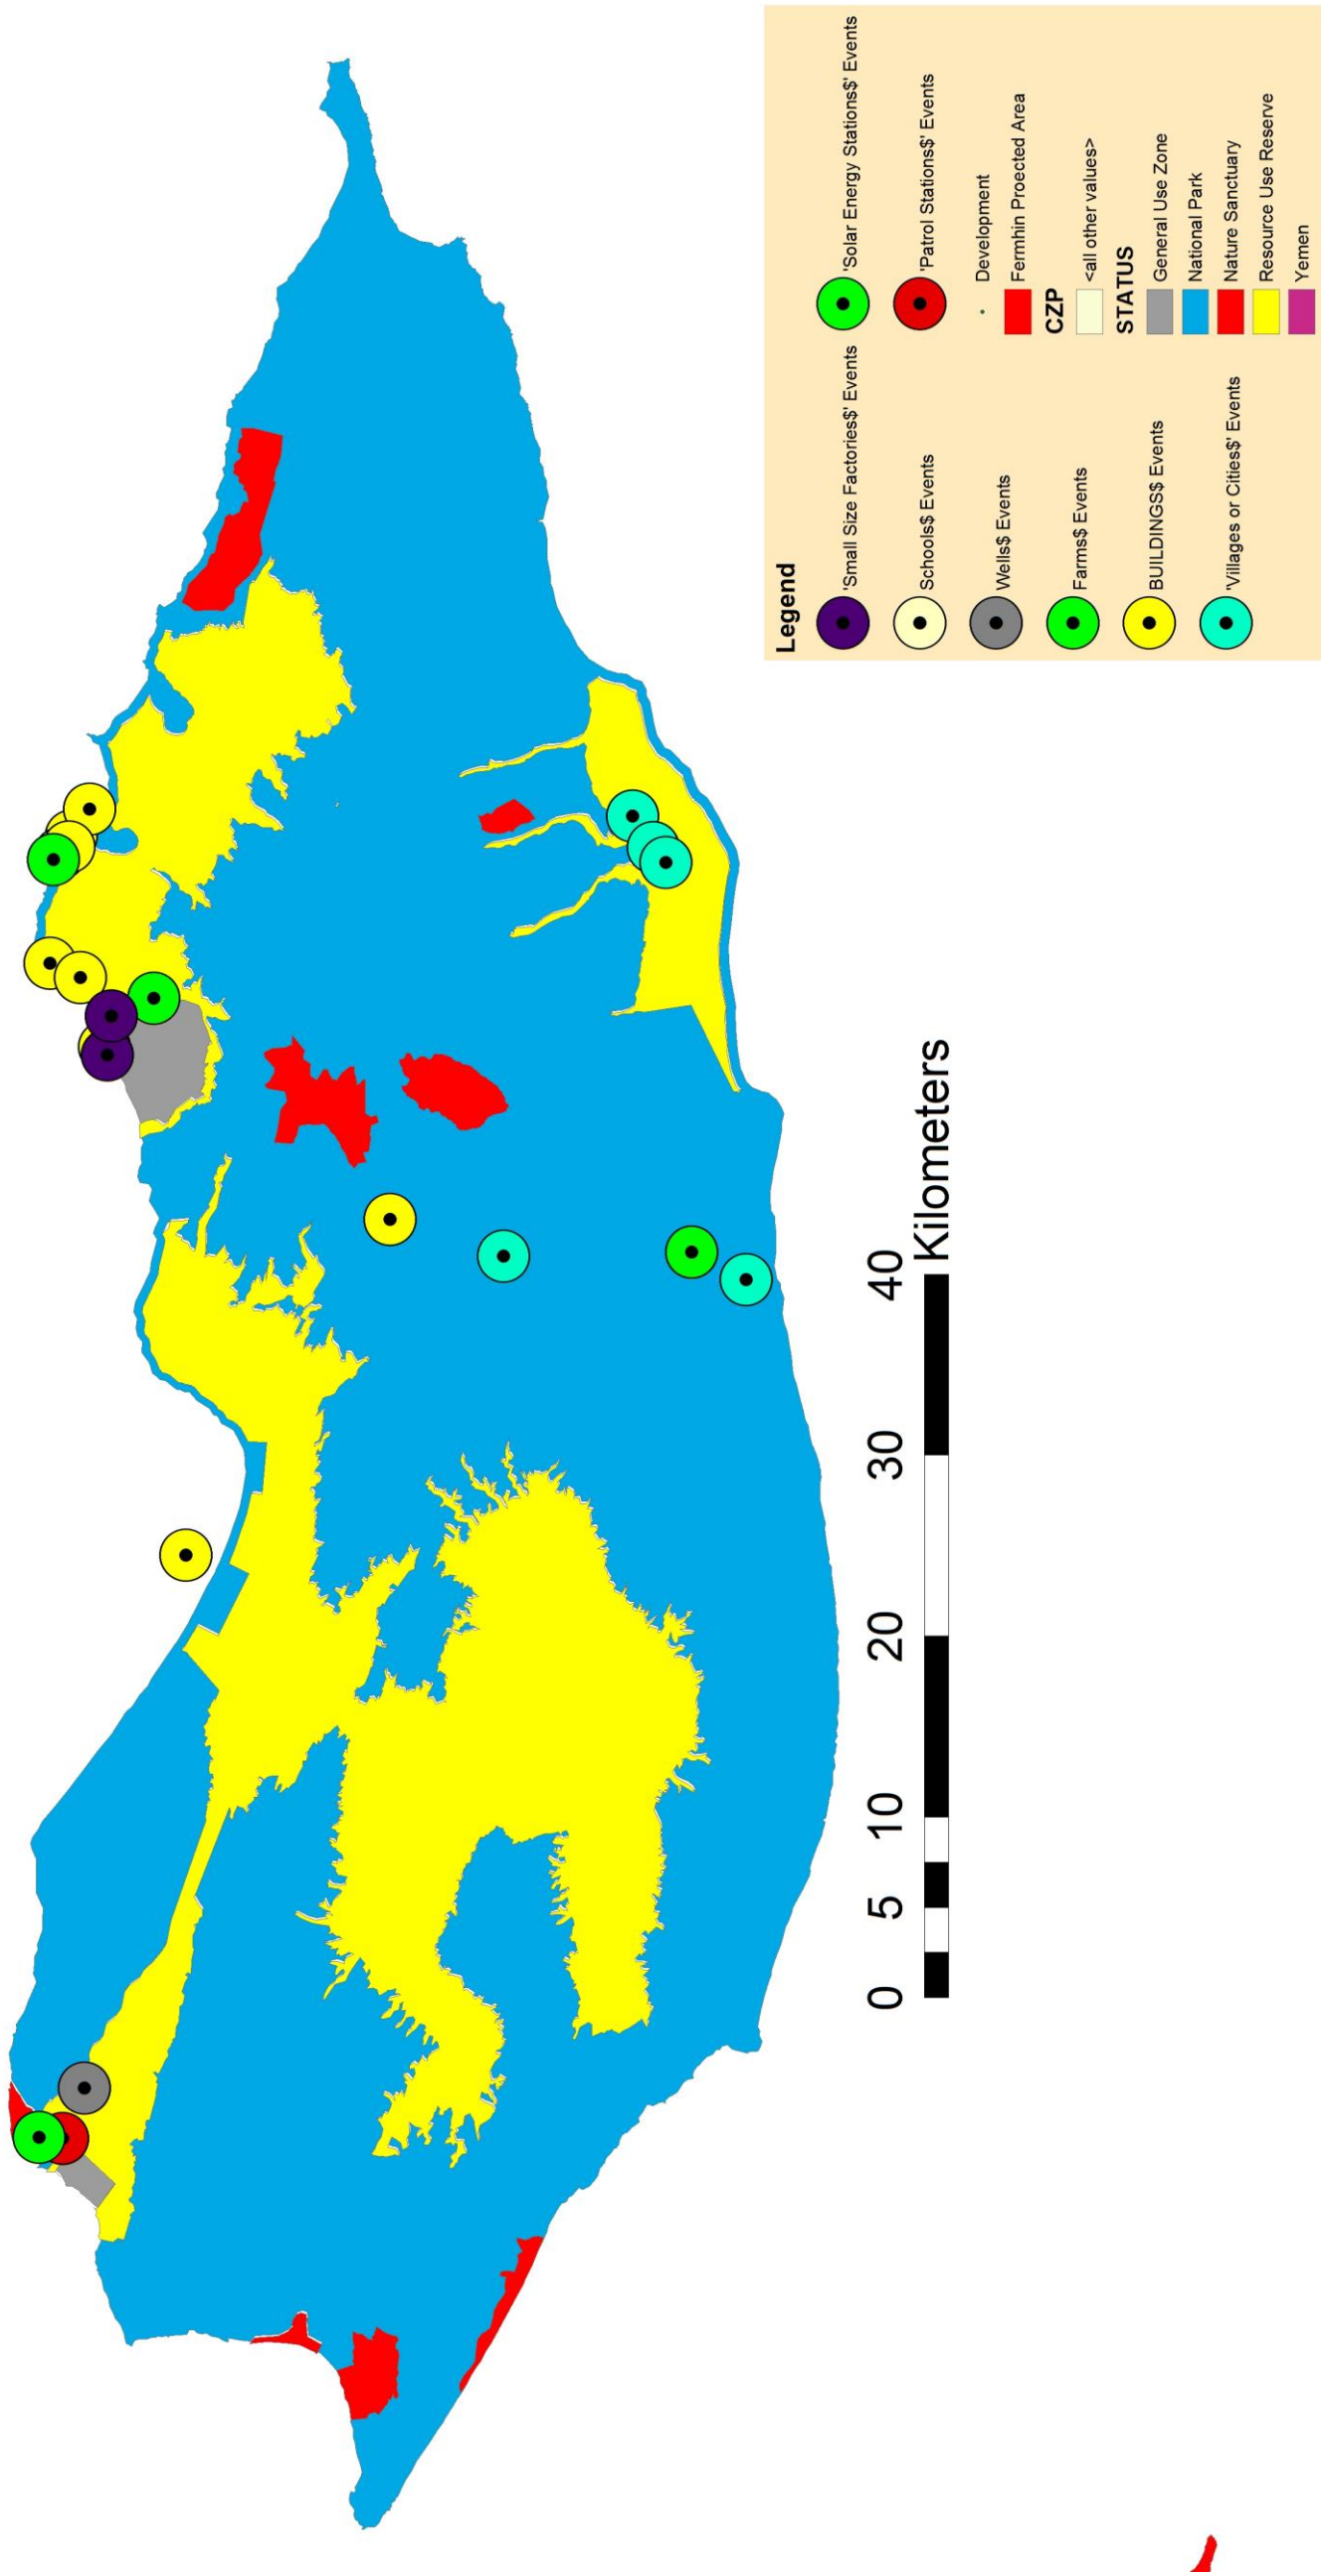 Legend
'Small Size Factories$' Events
Schools$ Events
Wells$ Events
Farms$ Events
BUILDINGS$ Events
'Villages or Cities$' Events
'Solar Energy Stations$' Events
'Patrol Stations$' Events
Development
Fermhin Proected Area
CZP
<all other values>
STATUS
General Use Zone
National Park
Nature Sanctuary
Resource Use Reserve
Yemen
0 5 10 20 30 40
Kilometers